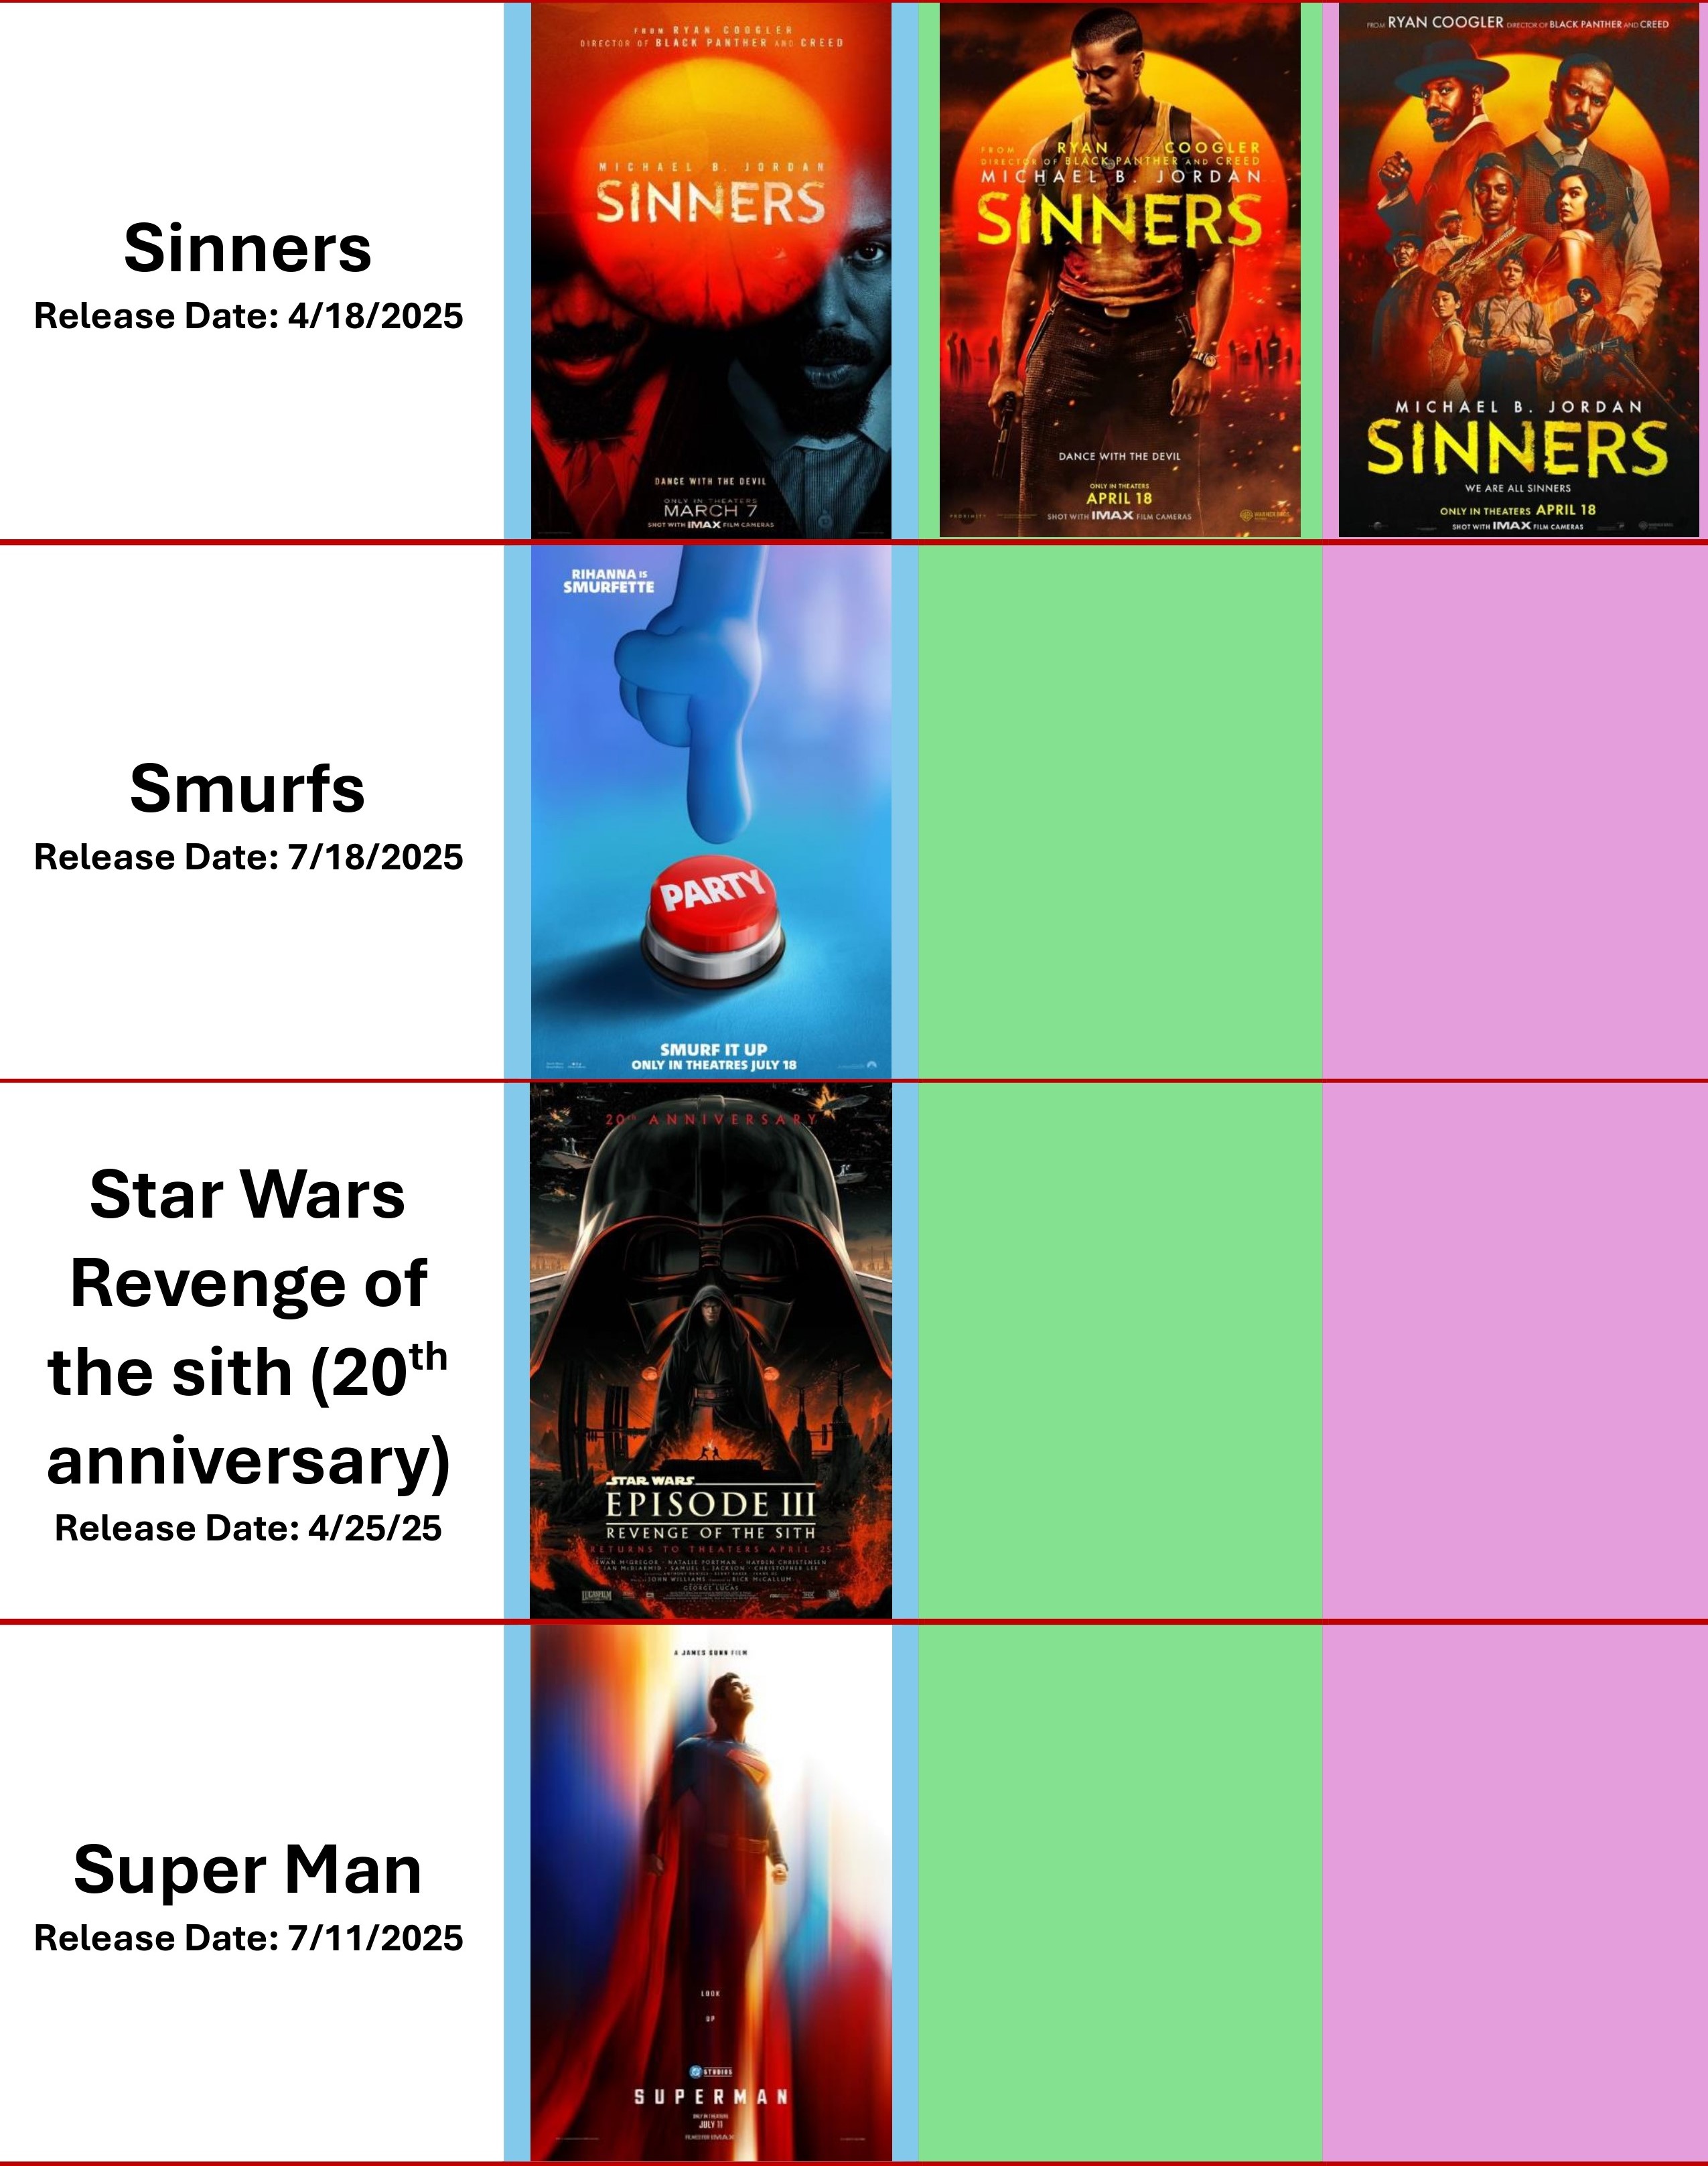 Sinners
Release Date: 4/18/2025
FROM RYAN COOGLER
DIRECTOR OF BLACK PANTHER AND CREED
MICHAEL B. JORDAN
SINNERS
DANCE WITH THE DEVIL
ONLY IN THEATERS
MARCH 7
SHOT WITH IMAX FILM CAMERAS
FROM RYAN COOGLER
DIRECTOR OF BLACK PANTHER AND CREED
MICHAEL B. JORDAN
SINNERS
DANCE WITH THE DEVIL
ONLY IN THEATERS
APRIL 18
SHOT WITH IMAX FILM CAMERAS
FROM RYAN COOGLER DIRECTOR OF BLACK PANTHER AND CREED
MICHAEL B. JORDAN
SINNERS
WE ARE ALL SINNERS
ONLY IN THEATERS APRIL 18
SHOT WITH IMAX FILM CAMERAS
Smurfs
Release Date: 7/18/2025
RIHANNA IS
SMURFETTE
PARTY
SMURF IT UP
ONLY IN THEATRES JULY 18
Star Wars
Revenge of
the sith (20th
anniversary)
Release Date: 4/25/25
20TH ANNIVERSARY
STAR WARS
EPISODE III
REVENGE OF THE SITH
RETURNS TO THEATERS APRIL 25
EWAN McGREGOR · NATALIE PORTMAN · HAYDEN CHRISTENSEN
IAN McDIARMID · SAMUEL L. JACKSON · CHRISTOPHER LEE
JOHN WILLIAMS RICK McCALLUM
GEORGE LUCAS
LUCASFILM
Super Man
Release Date: 7/11/2025
A JAMES GUNN FILM
LOOK
UP
DC STUDIOS
SUPERMAN
ONLY IN THEATERS
JULY 11
FILMED FOR IMAX